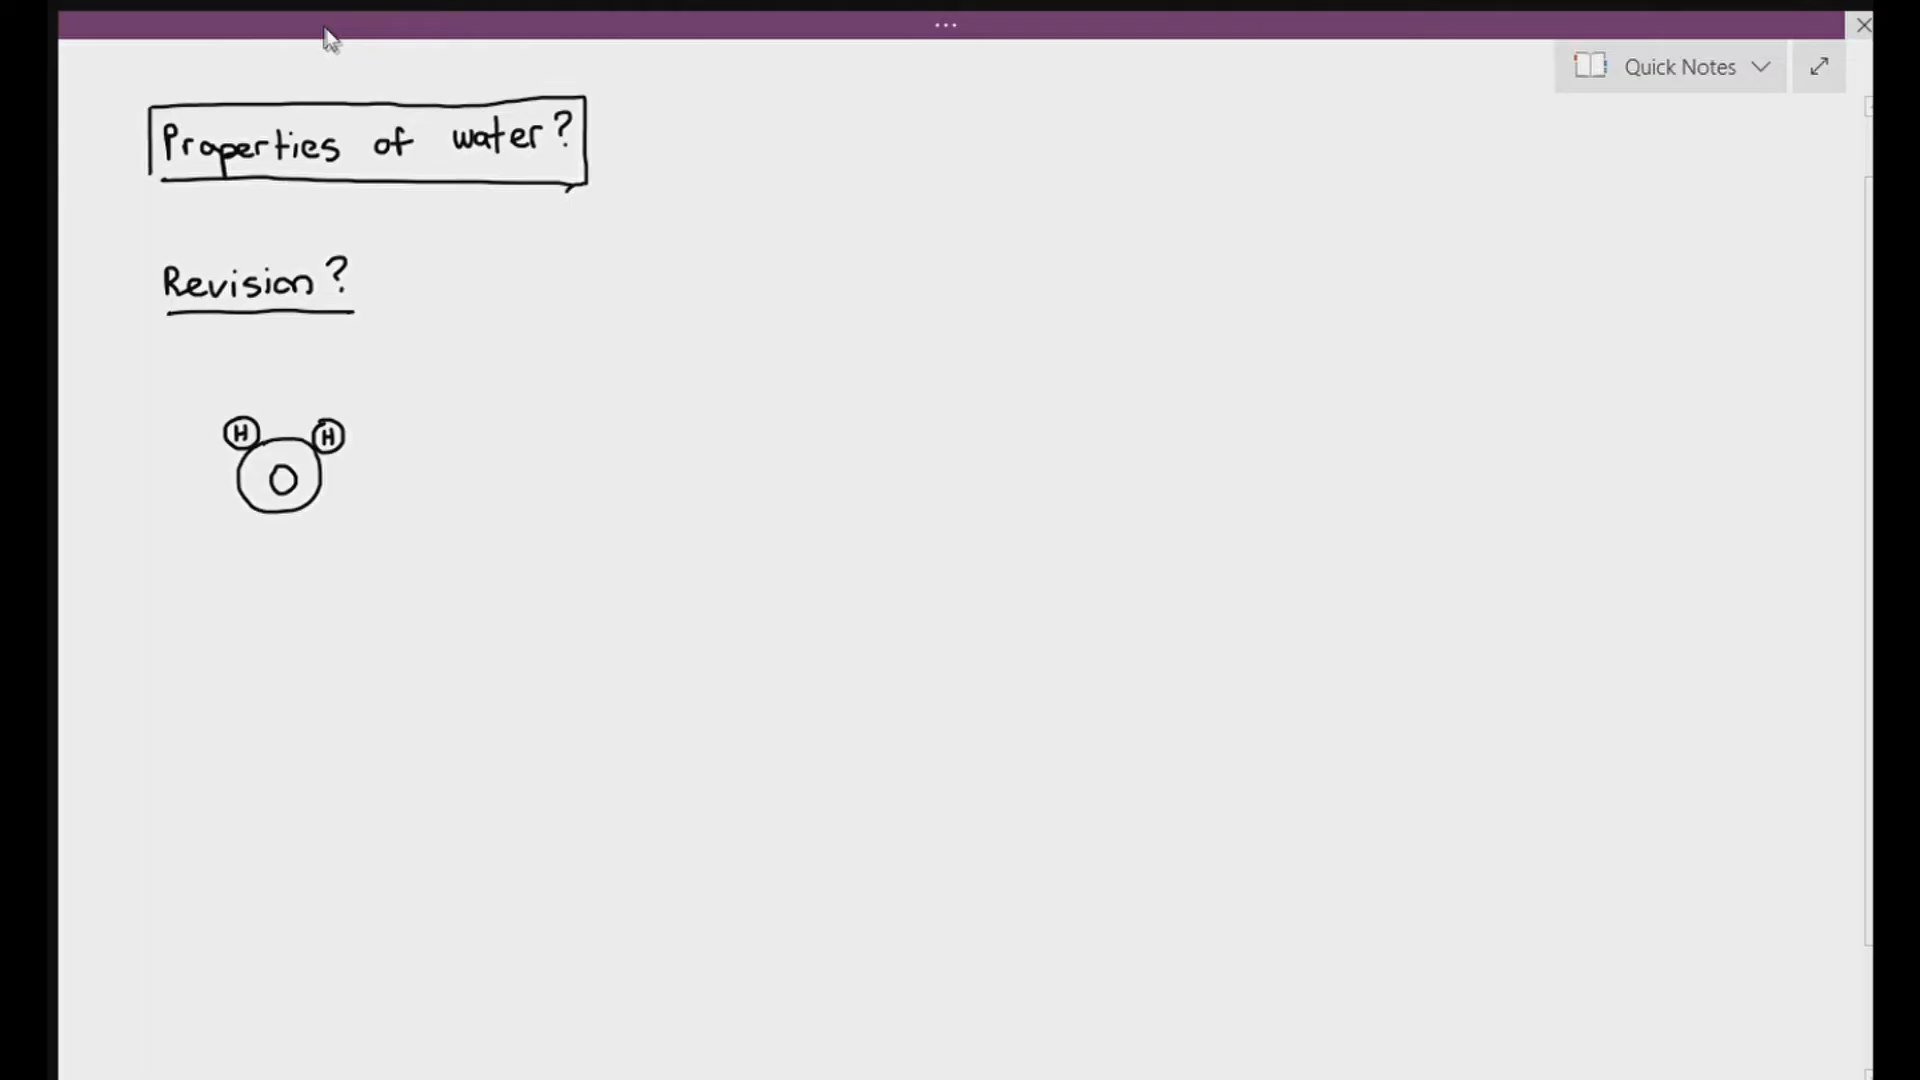 ...
Quick Notes
Properties of water?
Revision?
H H
O